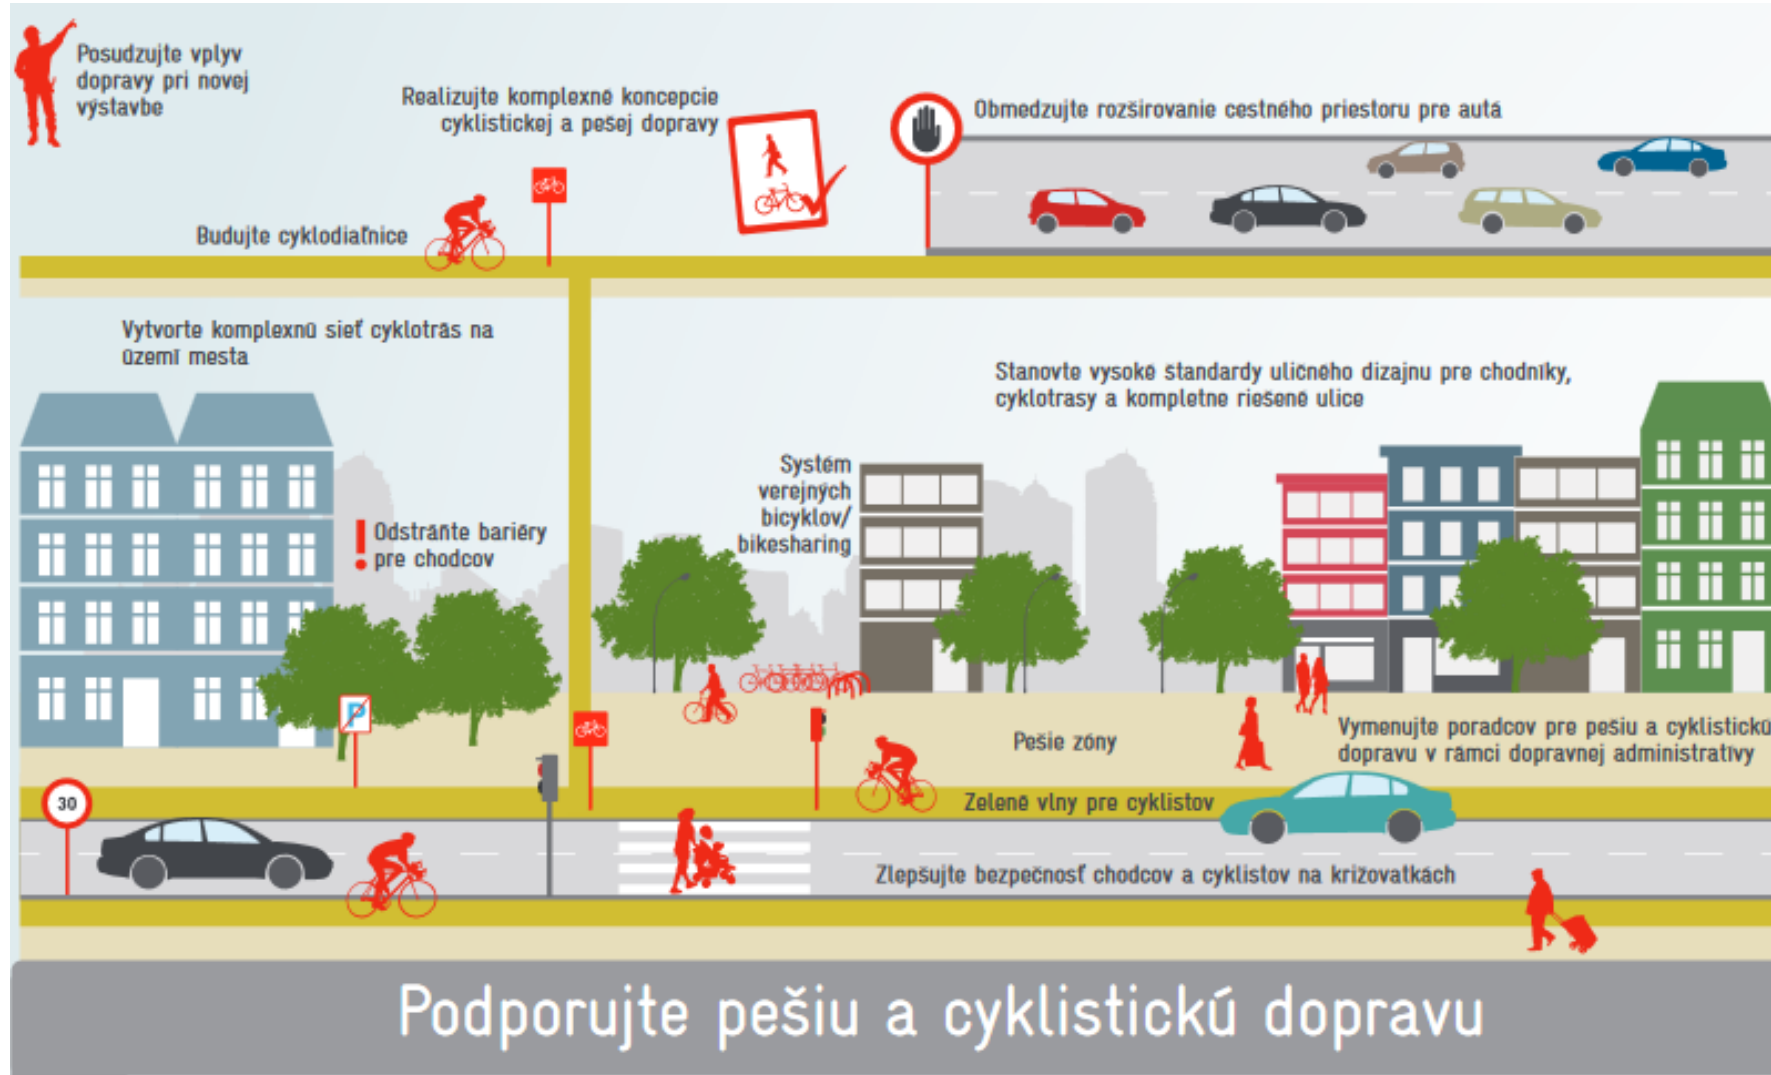 Posudzujte vplyv
dopravy pri novej
výstavbe
Realizujte komplexné koncepcie
cyklistickej a pešej dopravy
Obmedzujte rozširovanie cestného priestoru pre autá
Budujte cyklodiaľnice
Vytvorte komplexnú sieť cyklotrás na
území mesta
Stanovte vysoké štandardy uličného dizajnu pre chodníky,
cyklotrasy a kompletne riešené ulice
Systém
verejných
bicyklov/
bikesharing
! Odstráňte bariéry
pre chodcov
P
Pešie zóny
Vymenujte poradcov pre pešiu a cyklistickú
dopravu v rámci dopravnej administratívy
30
Zelené vlny pre cyklistov
Zlepšujte bezpečnosť chodcov a cyklistov na križovatkách
Podporujte pešiu a cyklistickú dopravu